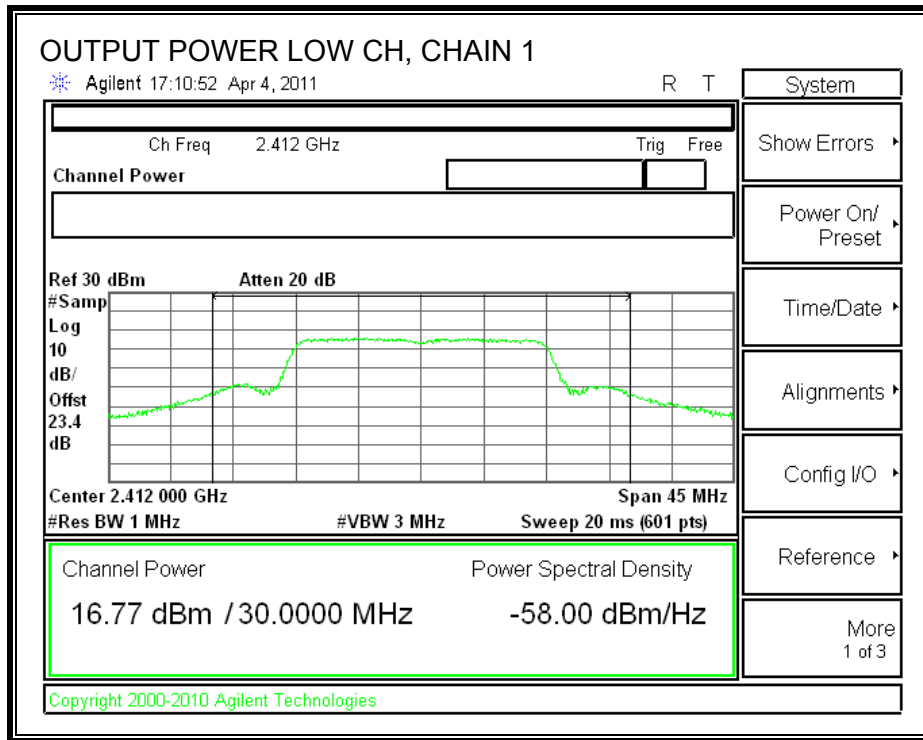 OUTPUT POWER LOW CH, CHAIN 1
Agilent 17:10:52 Apr 4, 2011 R T
System
Ch Freq 2.412 GHz Trig Free
Channel Power
Show Errors
Power On/
Preset
Ref 30 dBm Atten 20 dB
#Samp
Log
10
dB/
Offst
23.4
dB
Time/Date
Alignments
Config I/O
Center 2.412 000 GHz Span 45 MHz
#Res BW 1 MHz #VBW 3 MHz Sweep 20 ms (601 pts)
Channel Power Power Spectral Density
16.77 dBm / 30.0000 MHz -58.00 dBm/Hz
Reference
More
1 of 3
Copyright 2000-2010 Agilent Technologies